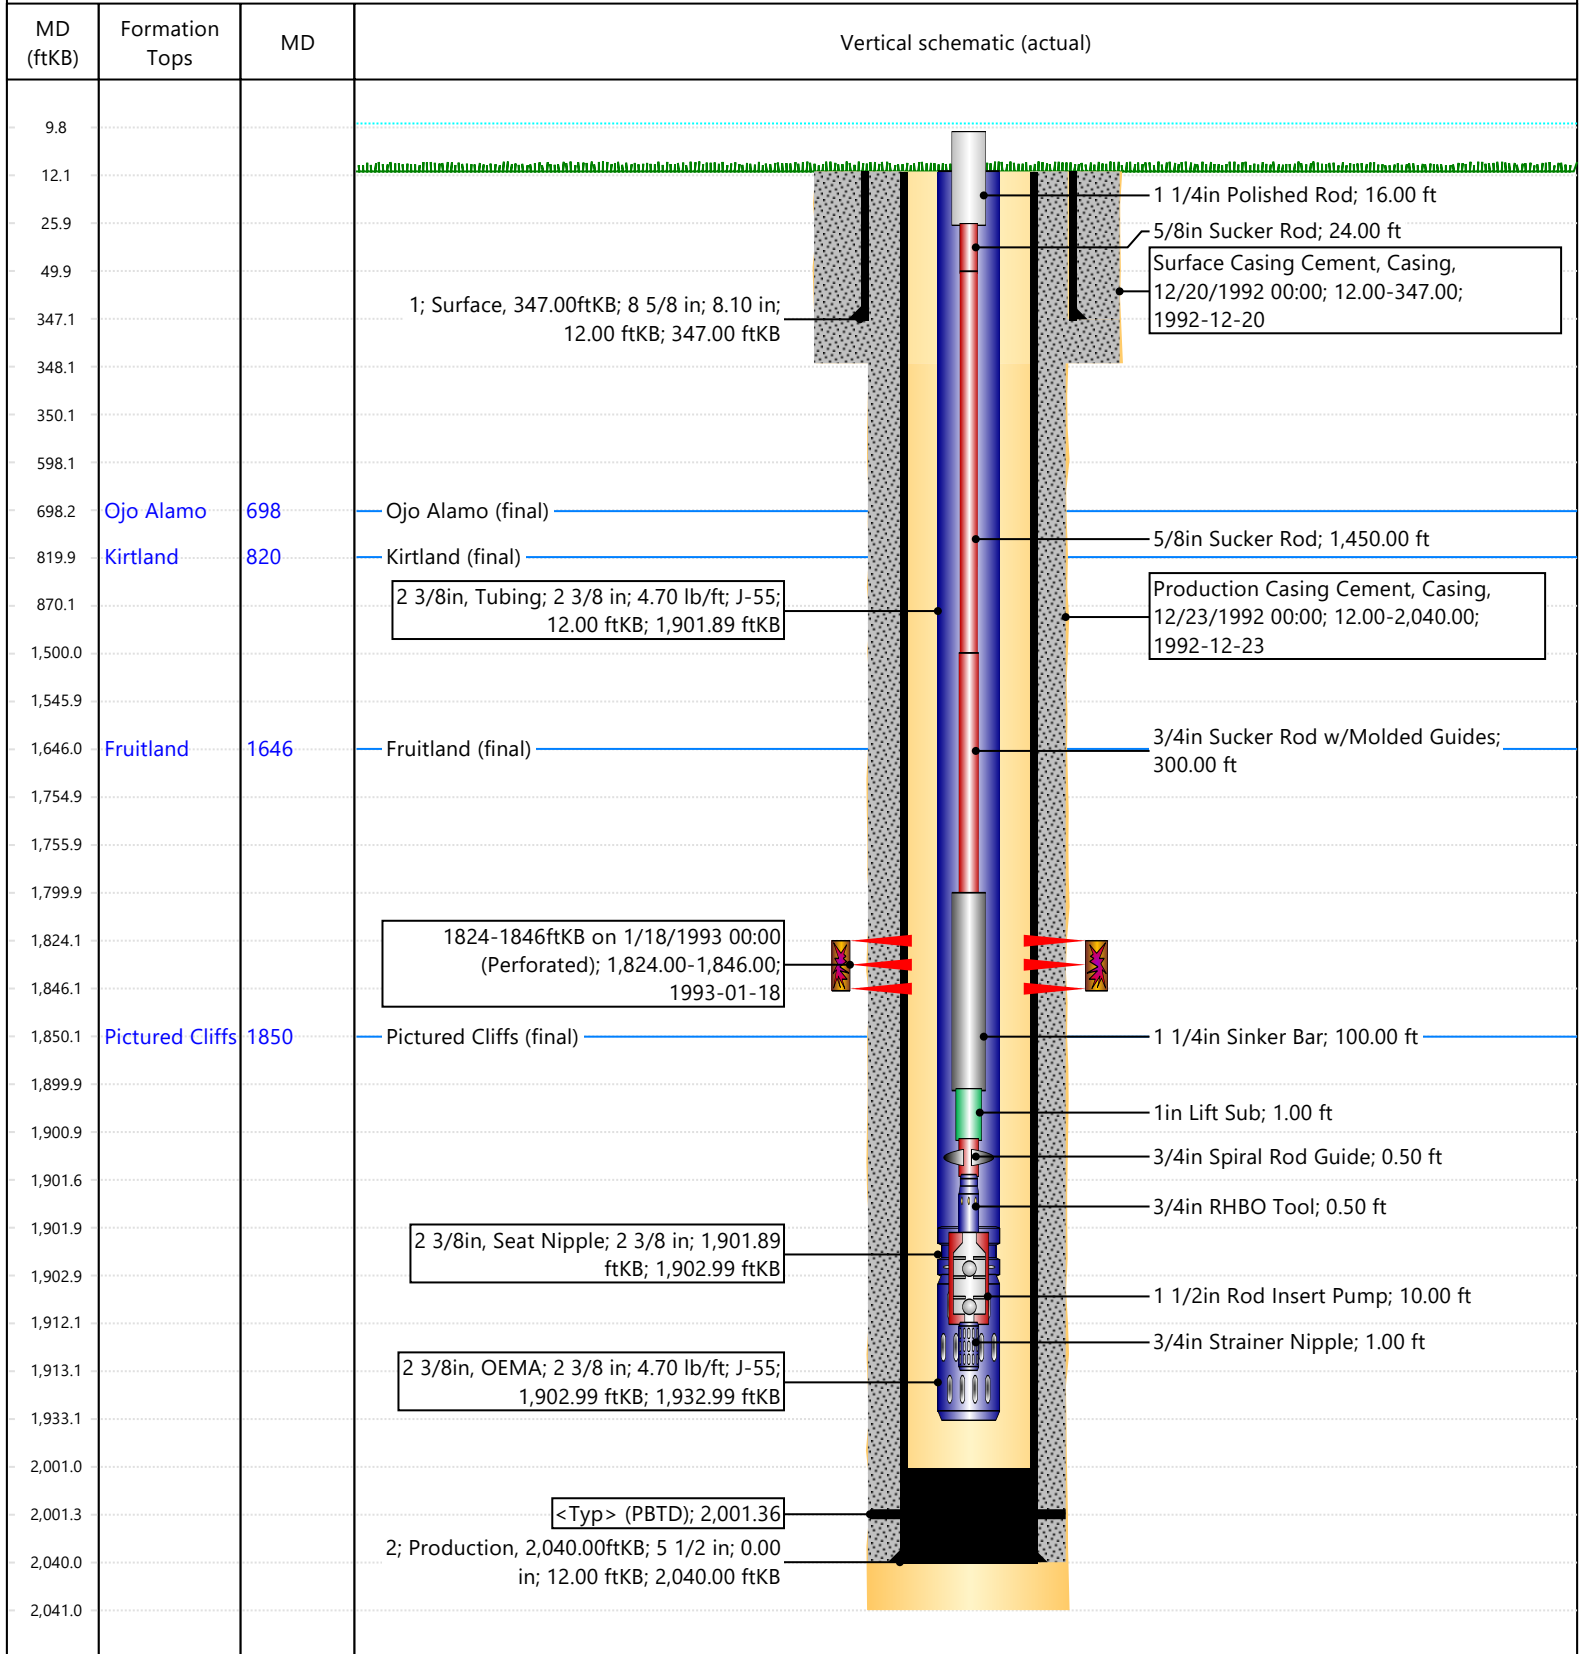 MD
(ftKB)
Formation
Tops
MD
Vertical schematic (actual)
9.8
12.1
1 1/4in Polished Rod; 16.00 ft
25.9
5/8in Sucker Rod; 24.00 ft
49.9
Surface Casing Cement, Casing,
12/20/1992 00:00; 12.00-347.00;
1992-12-20
1; Surface, 347.00ftKB; 8 5/8 in; 8.10 in;
12.00 ftKB; 347.00 ftKB
347.1
348.1
350.1
598.1
698.2
Ojo Alamo
698
Ojo Alamo (final)
5/8in Sucker Rod; 1,450.00 ft
819.9
Kirtland
820
Kirtland (final)
2 3/8in, Tubing; 2 3/8 in; 4.70 lb/ft; J-55;
12.00 ftKB; 1,901.89 ftKB
Production Casing Cement, Casing,
12/23/1992 00:00; 12.00-2,040.00;
1992-12-23
870.1
1,500.0
1,545.9
1,646.0
Fruitland
1646
Fruitland (final)
3/4in Sucker Rod w/Molded Guides;
300.00 ft
1,754.9
1,755.9
1,799.9
1,824.1
1824-1846ftKB on 1/18/1993 00:00
(Perforated); 1,824.00-1,846.00;
1993-01-18
1,846.1
1,850.1
Pictured Cliffs
1850
Pictured Cliffs (final)
1 1/4in Sinker Bar; 100.00 ft
1,899.9
1in Lift Sub; 1.00 ft
1,900.9
3/4in Spiral Rod Guide; 0.50 ft
1,901.6
3/4in RHBO Tool; 0.50 ft
1,901.9
2 3/8in, Seat Nipple; 2 3/8 in; 1,901.89
ftKB; 1,902.99 ftKB
1,902.9
1 1/2in Rod Insert Pump; 10.00 ft
1,912.1
3/4in Strainer Nipple; 1.00 ft
1,913.1
2 3/8in, OEMA; 2 3/8 in; 4.70 lb/ft; J-55;
1,902.99 ftKB; 1,932.99 ftKB
1,933.1
2,001.0
2,001.3
<Typ> (PBTD); 2,001.36
2; Production, 2,040.00ftKB; 5 1/2 in; 0.00
in; 12.00 ftKB; 2,040.00 ftKB
2,040.0
2,041.0